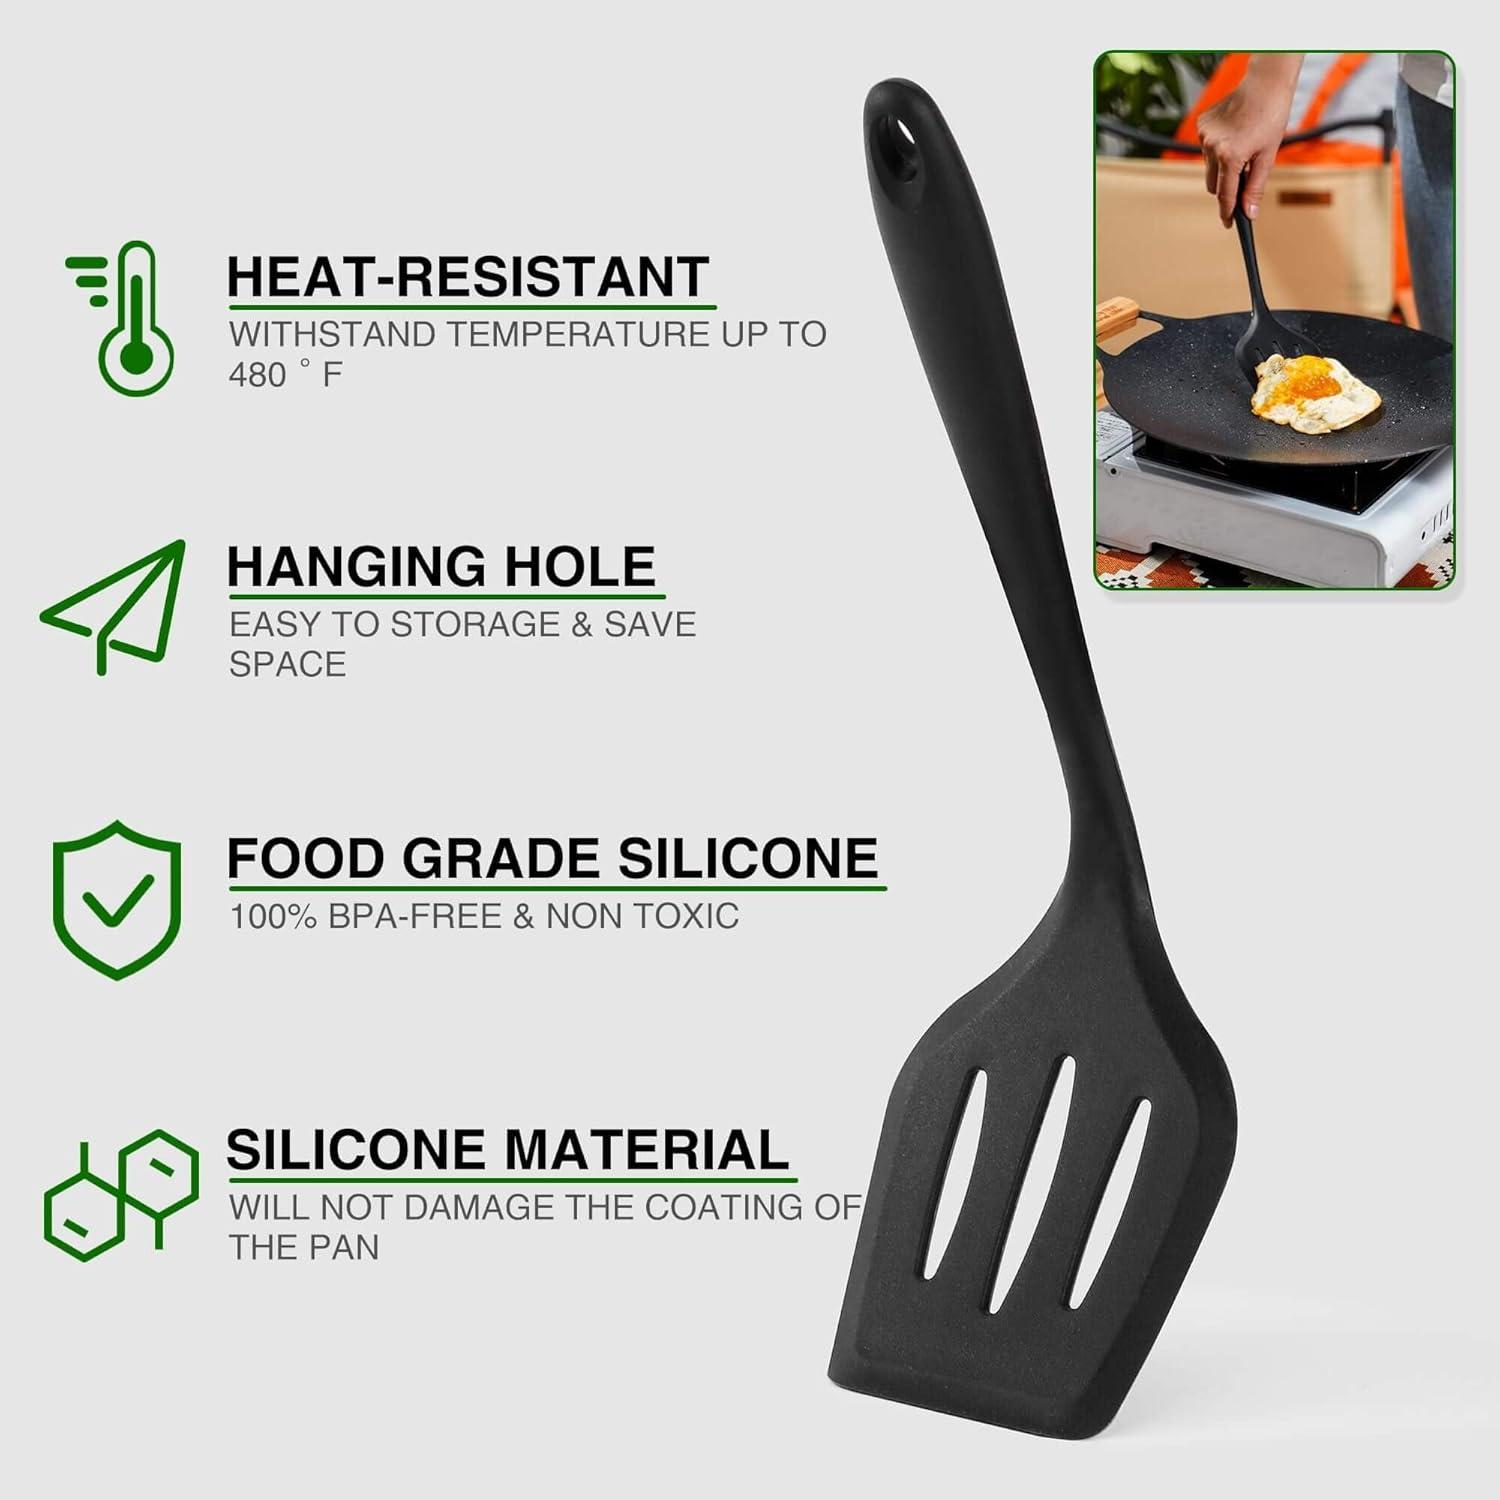 HEAT-RESISTANT
WITHSTAND TEMPERATURE UP TO
480 ° F
HANGING HOLE
EASY TO STORAGE & SAVE
SPACE
FOOD GRADE SILICONE
100% BPA-FREE & NON TOXIC
SILICONE MATERIAL
WILL NOT DAMAGE THE COATING OF
THE PAN